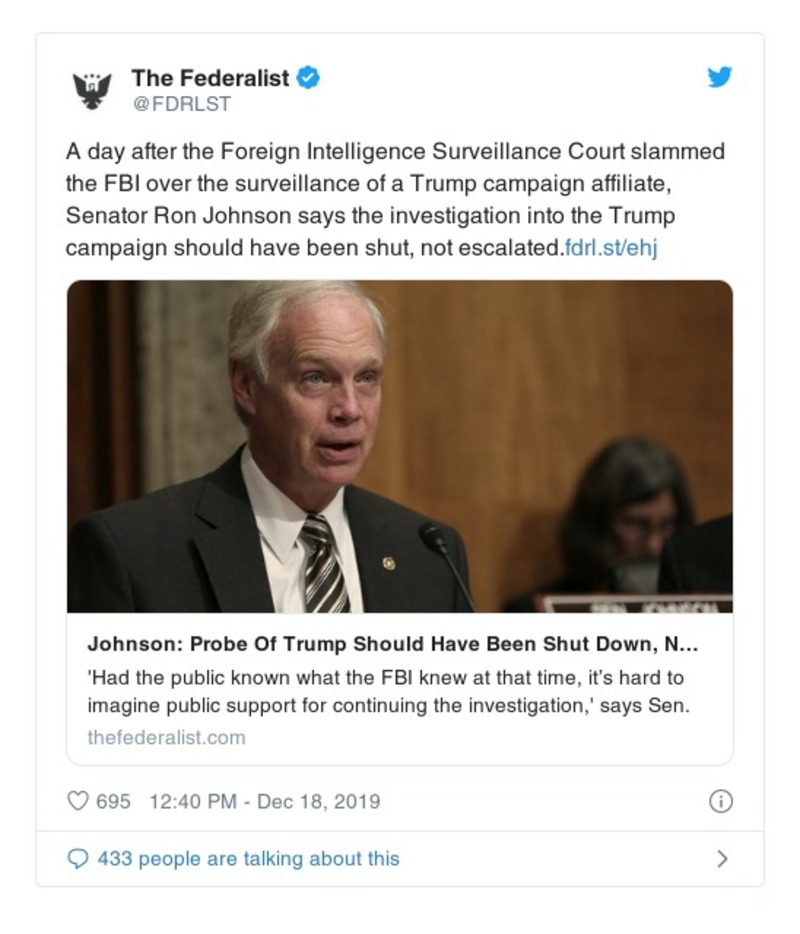 The Federalist
@FDRLST
A day after the Foreign Intelligence Surveillance Court slammed
the FBI over the surveillance of a Trump campaign affiliate,
Senator Ron Johnson says the investigation into the Trump
campaign should have been shut, not escalated.fdrl.st/ehj
SEN. JOHNSON
Johnson: Probe Of Trump Should Have Been Shut Down, N...
'Had the public known what the FBI knew at that time, it's hard to
imagine public support for continuing the investigation,' says Sen.
thefederalist.com
695 12:40 PM - Dec 18, 2019
433 people are talking about this